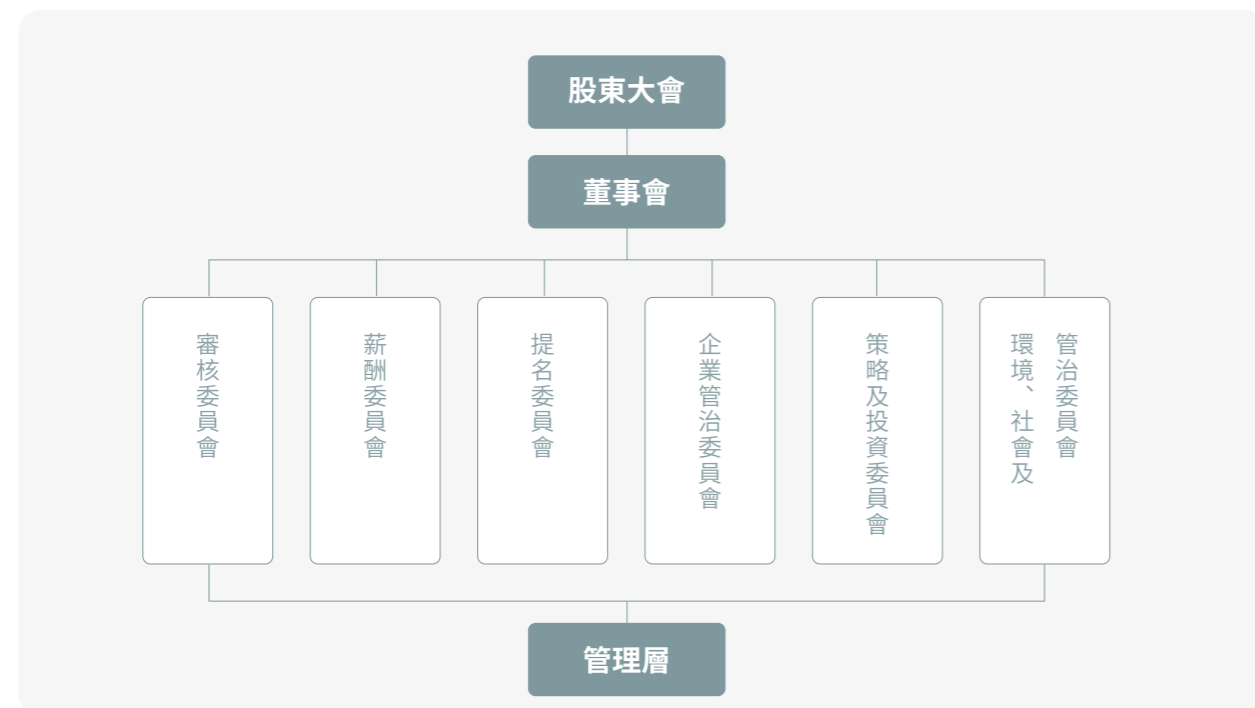 股東大會
董事會
審核委員會
薪酬委員會
提名委員會
企業管治委員會
策略及投資委員會
環境、社會及
管治委員會
管理層